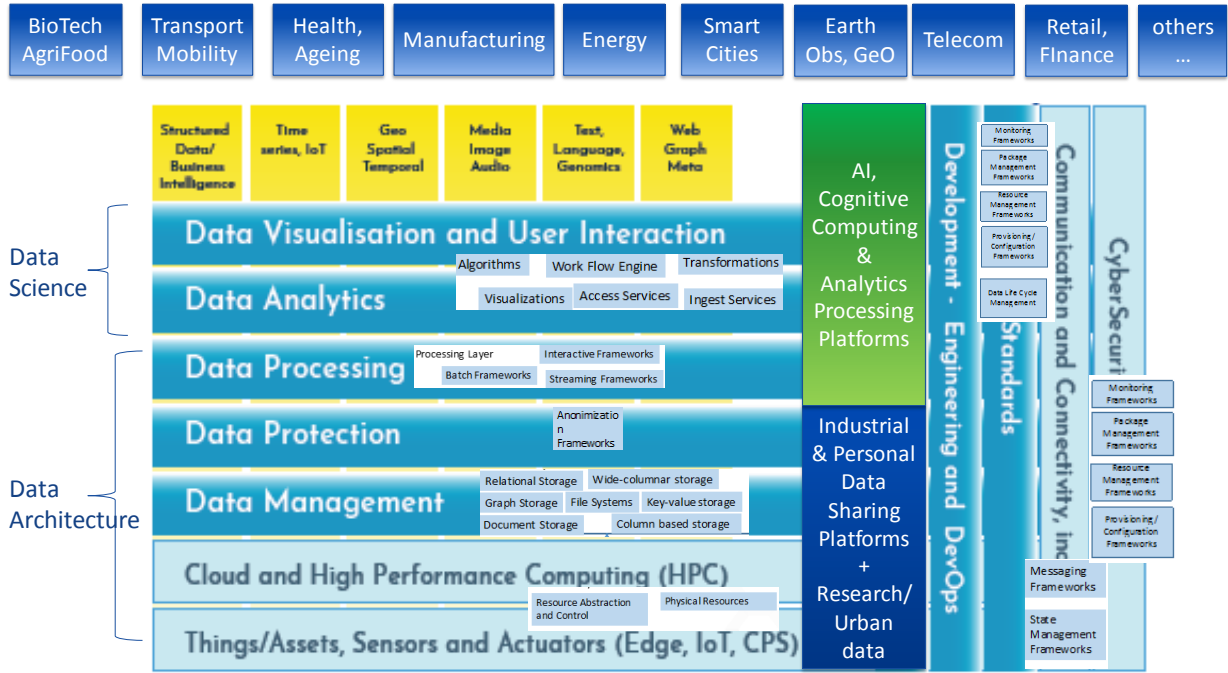 BioTech
AgriFood
Transport
Mobility
Health,
Ageing
Manufacturing
Energy
Smart
Cities
Earth
Obs, GeO
Telecom
Retail,
FInance
others
...
Structured
Data/
Business
Intelligence
Time
series, IoT
Geo
Spatial
Temporal
Media
Image
Audio
Text,
Language,
Genomics
Web
Graph
Meta
AI,
Cognitive
Computing
&
Analytics
Processing
Platforms
Industrial
& Personal
Data
Sharing
Platforms
+
Research/
Urban
data
Data
Science
Data
Architecture
Data Visualisation and User Interaction
Algorithms
Work Flow Engine
Transformations
Data Analytics
Visualizations
Access Services
Ingest Services
Data Processing
Processing Layer
Interactive Frameworks
Batch Frameworks
Streaming Frameworks
Data Protection
Anonimizatio
n
Frameworks
Data Management
Relational Storage
Wide-columnar storage
Graph Storage
File Systems
Key-value storage
Document Storage
Column based storage
Cloud and High Performance Computing (HPC)
Resource Abstraction
and Control
Physical Resources
Things/Assets, Sensors and Actuators (Edge, IoT, CPS)
Development - Engineering and DevOps
Standards
Monitoring
Frameworks
Package
Management
Frameworks
Resource
Management
Frameworks
Provisioning/
Configuration
Frameworks
Data Life Cycle
Management
Communication and Connectivity, inc
CyberSecuri
Monitoring
Frameworks
Package
Management
Frameworks
Resource
Management
Frameworks
Provisioning/
Configuration
Frameworks
Messaging
Frameworks
State
Management
Frameworks